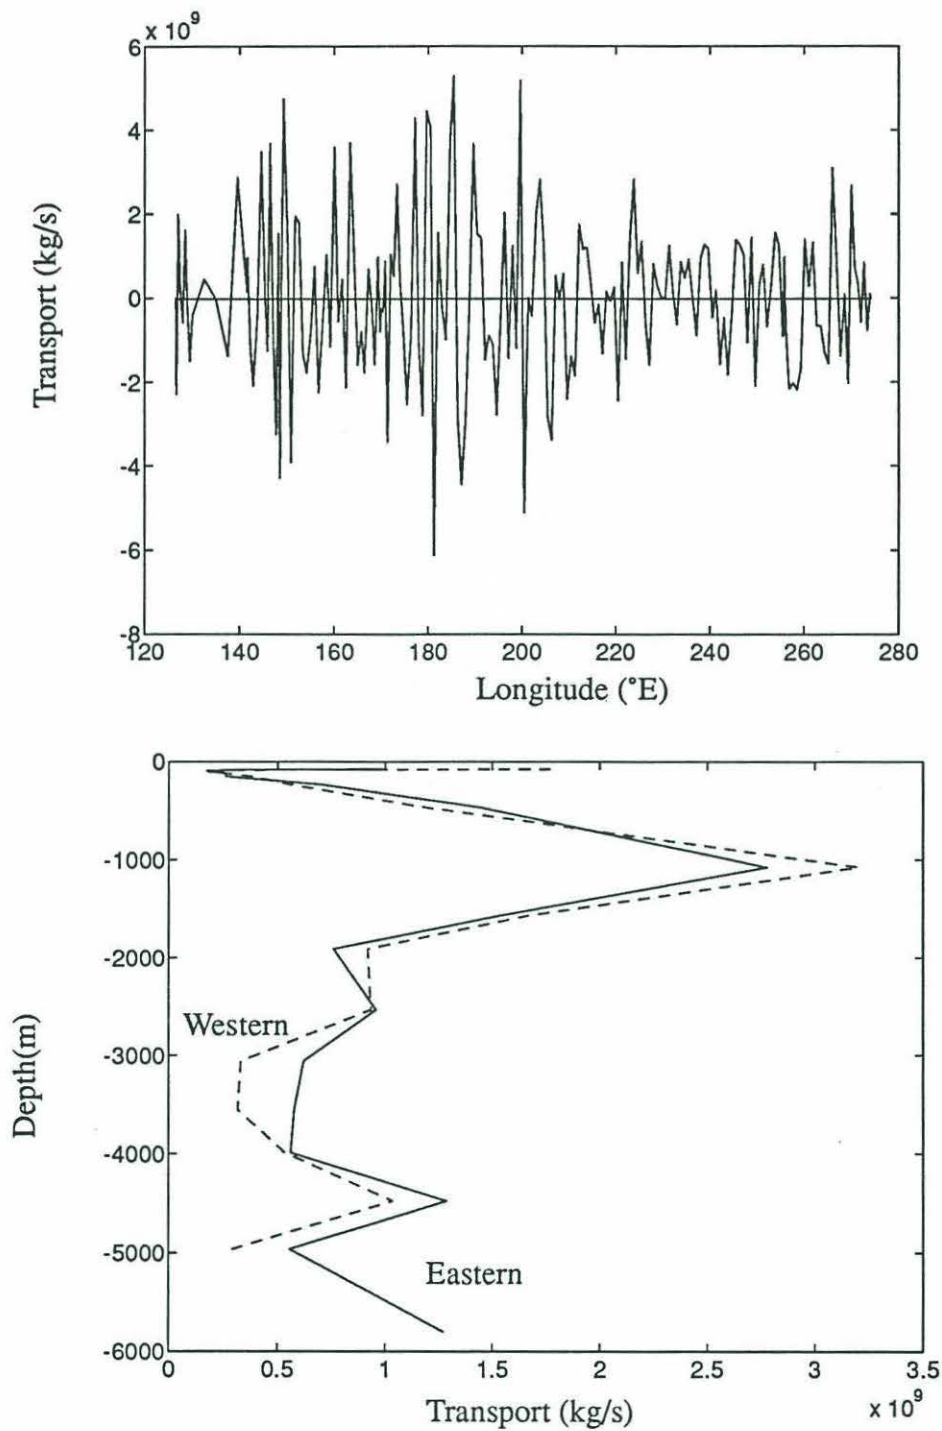 x 10^9
6
4
2
0
-2
-4
-6
-8
Transport (kg/s)
120 140 160 180 200 220 240 260 280
Longitude (°E)
0
-1000
-2000
-3000
-4000
-5000
-6000
Depth(m)
Western
Eastern
0 0.5 1 1.5 2 2.5 3 3.5
Transport (kg/s)
x 10^9